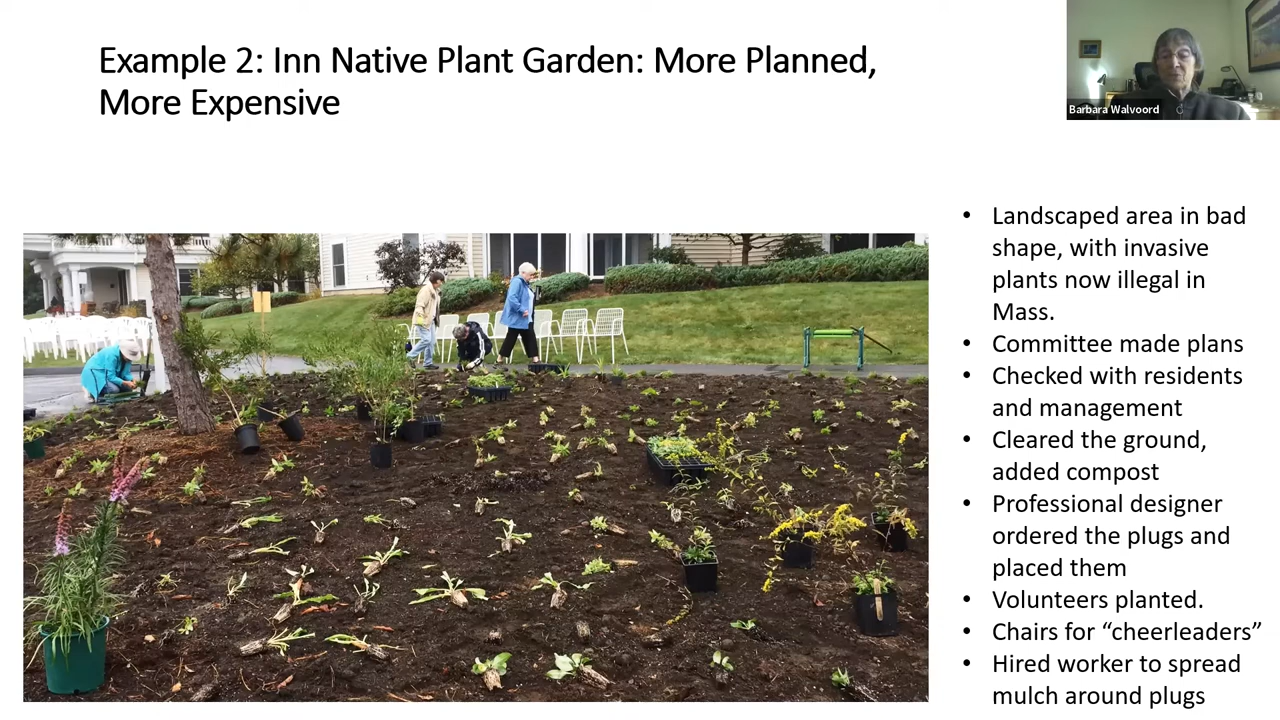 Example 2: Inn Native Plant Garden: More Planned,
More Expensive
Barbara Walvoord
• Landscaped area in bad
shape, with invasive
plants now illegal in
Mass.
• Committee made plans
• Checked with residents
and management
• Cleared the ground,
added compost
• Professional designer
ordered the plugs and
placed them
• Volunteers planted.
• Chairs for “cheerleaders”
• Hired worker to spread
mulch around plugs